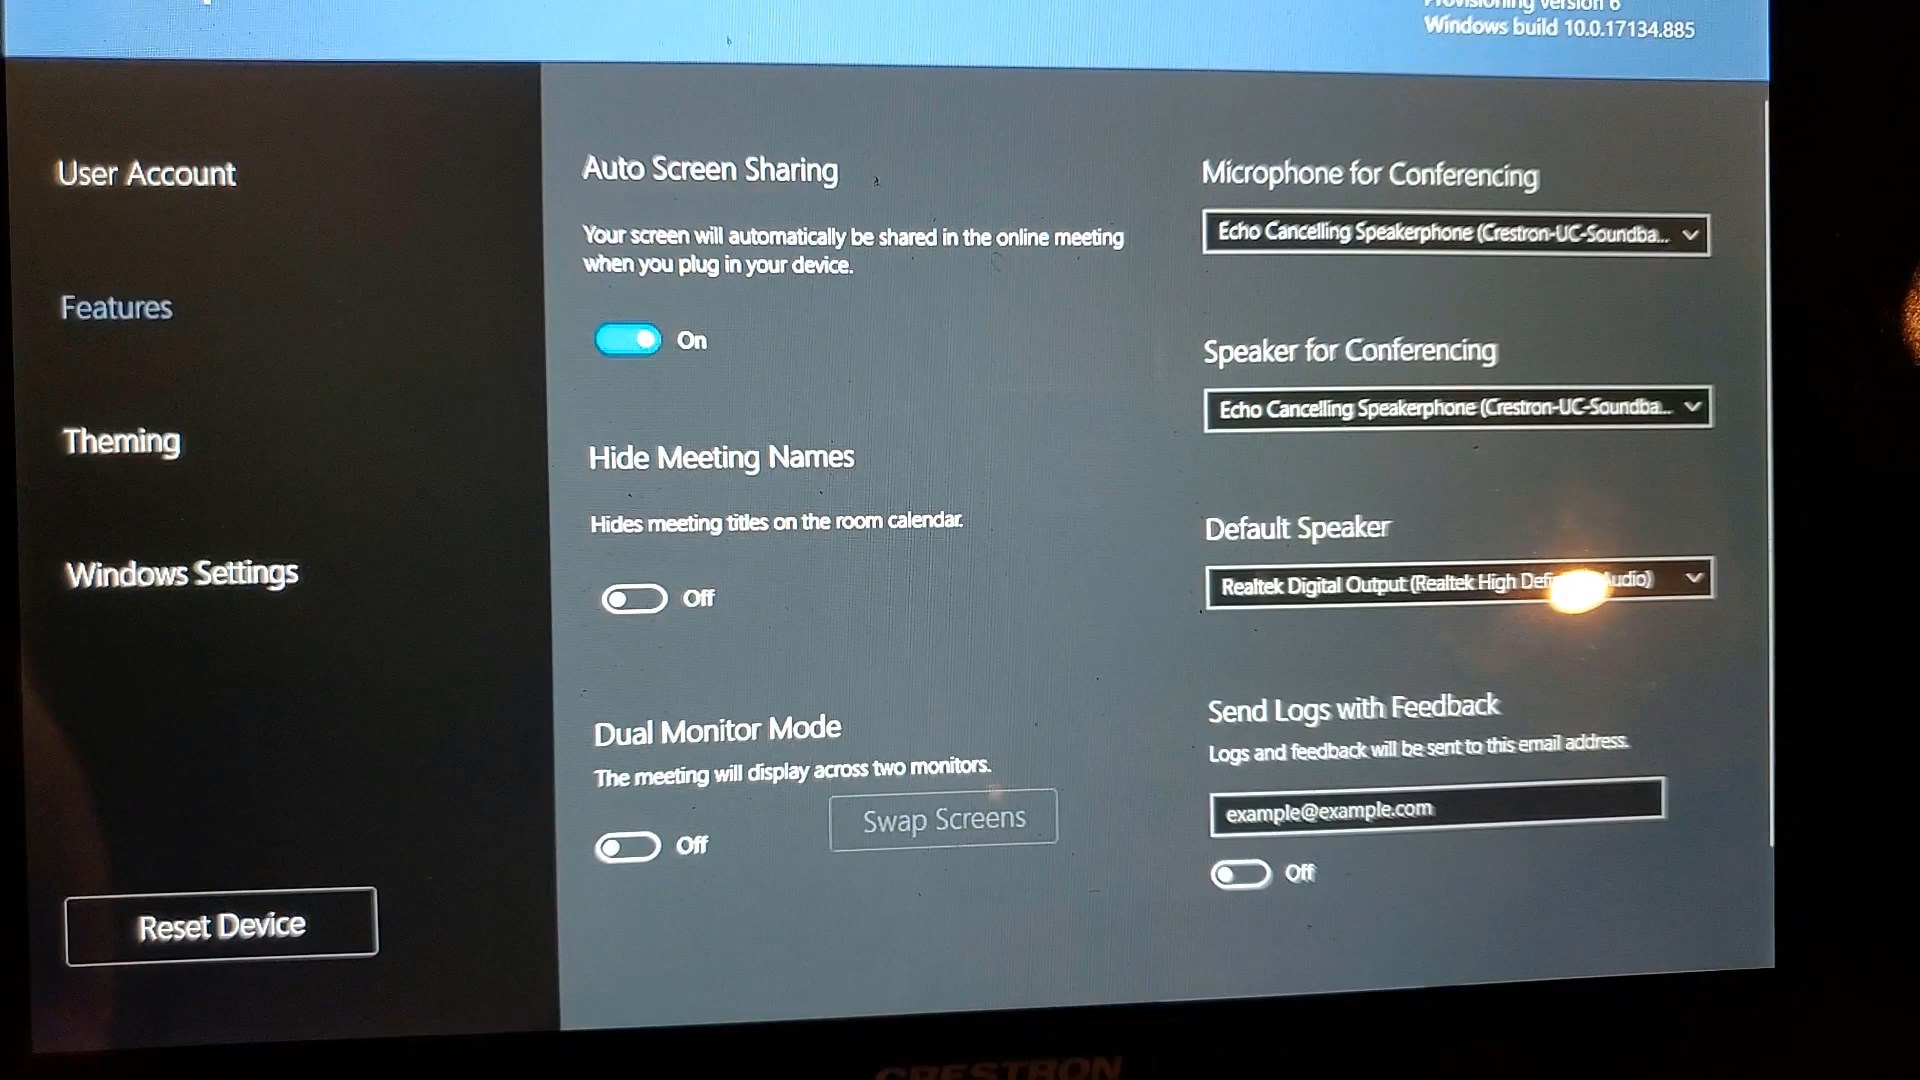 Provisioning version 6
Windows build 10.0.17134.885
User Account
Features
Theming
Windows Settings
Reset Device
Auto Screen Sharing
Your screen will automatically be shared in the online meeting
when you plug in your device.
On
Hide Meeting Names
Hides meeting titles on the room calendar.
Off
Dual Monitor Mode
The meeting will display across two monitors.
Swap Screens
Off
Microphone for Conferencing
Echo Cancelling Speakerphone (Crestron-UC-Soundba...
Speaker for Conferencing
Echo Cancelling Speakerphone (Crestron-UC-Soundba...
Default Speaker
Realtek Digital Output (Realtek High Audio)
Send Logs with Feedback
Logs and feedback will be sent to this email address.
example@example.com
Off
CRESTRON